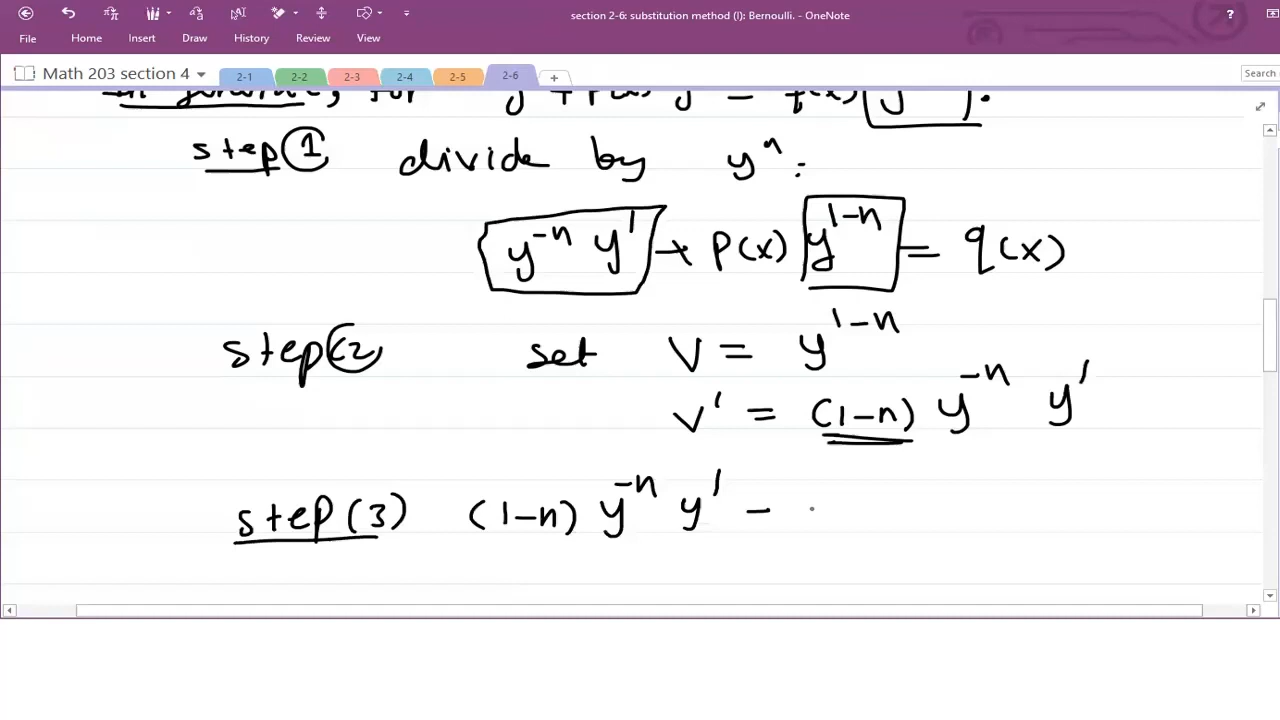 section 2-6: substitution method (I): Bernoulli. - OneNote
?
File Home Insert Draw History Review View
Math 203 section 4 2-1 2-2 2-3 2-4 2-5 2-6 +
Search
step ① divide by yⁿ :
y⁻ⁿ y' + p(x) y¹⁻ⁿ = q(x)
step ② set v = y¹⁻ⁿ
v' = (1-n) y⁻ⁿ y'
step (3) (1-n) y⁻ⁿ y' -